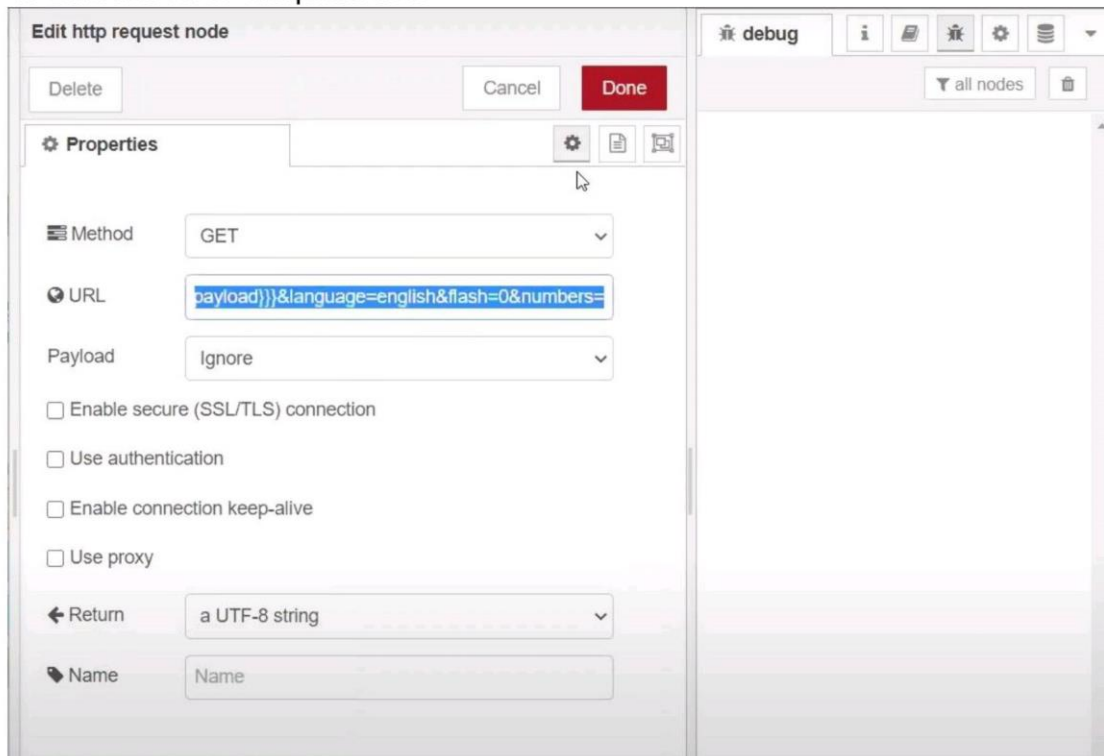 Edit http request node
debug
Delete
Cancel
Done
all nodes
Properties
Method
GET
URL
payload}}}&language=english&flash=0&numbers=
Payload
Ignore
Enable secure (SSL/TLS) connection
Use authentication
Enable connection keep-alive
Use proxy
Return
a UTF-8 string
Name
Name